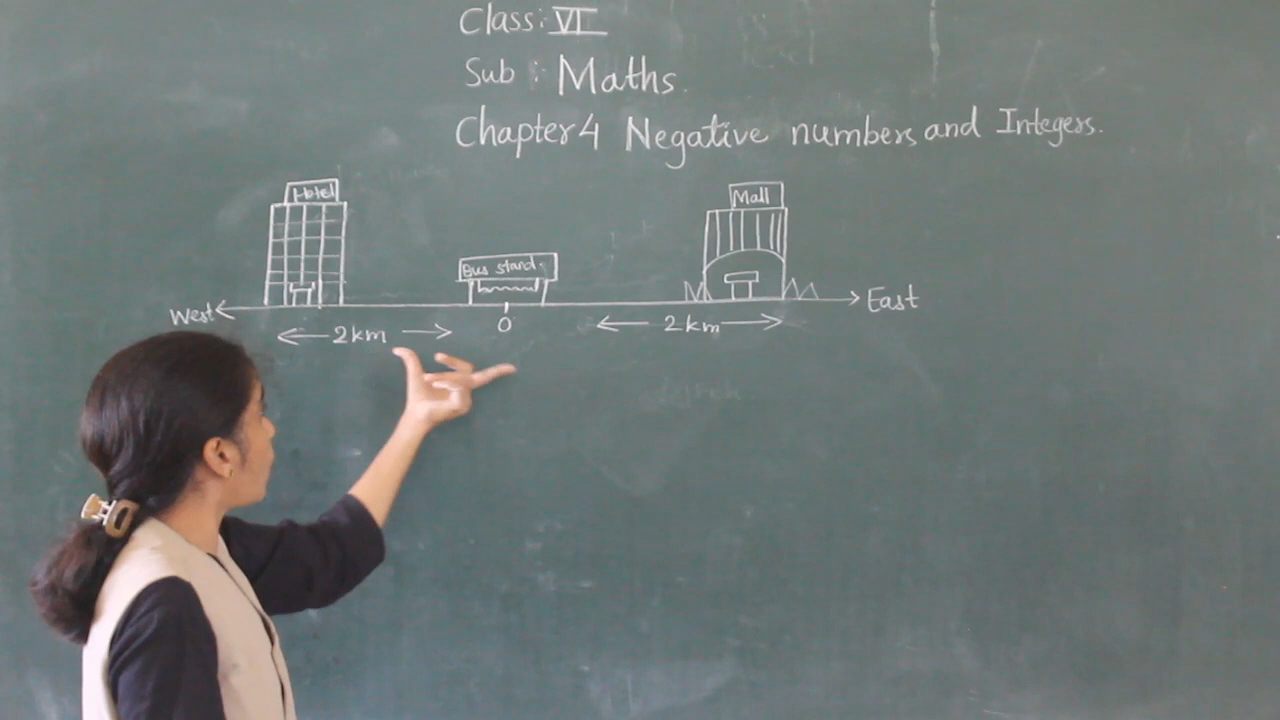 Class: VI
Sub : Maths.
Chapter 4 Negative numbers and Integers.
Hotel
Mall
Bus stand.
West
East
2km
0
2km